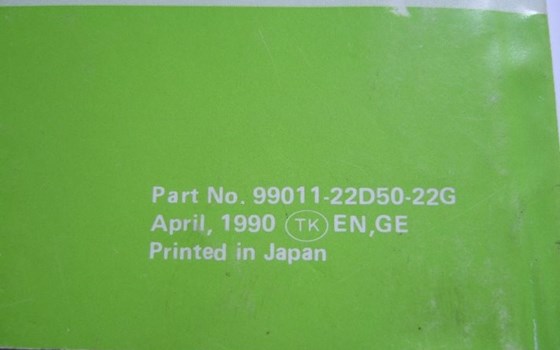 Part No. 99011-22D50-22G
April, 1990 TK EN,GE
Printed in Japan